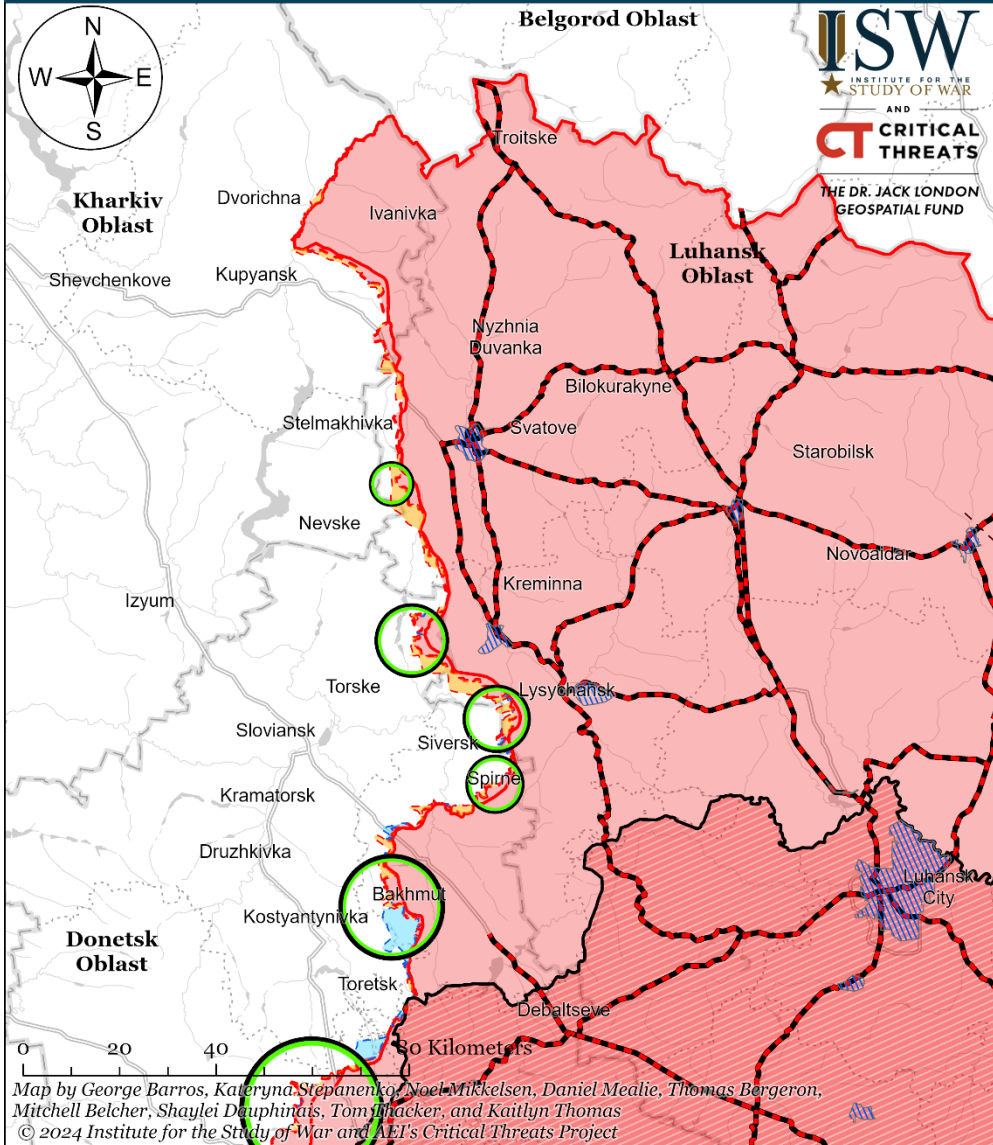 Belgorod Oblast
N
W E
S
ISW
INSTITUTE FOR THE
STUDY OF WAR
AND
CT CRITICAL
THREATS
THE DR. JACK LONDON
GEOSPATIAL FUND
Troitske
Dvorichna
Kharkiv
Oblast
Ivanivka
Luhansk
Oblast
Shevchenkove
Kupyansk
Nyzhnia
Duvanka
Bilokurakyne
Stelmakhivka
Svatove
Starobilsk
Nevske
Novoaldar
Kreminna
Izyum
Torske
Lysychansk
Sloviansk
Siversk
Spirne
Kramatorsk
Druzhkivka
Bakhmut
Luhansk
City
Kostyantynivka
Donetsk
Oblast
Toretsk
Debaltseve
0 20 40 80 Kilometers
Map by George Barros, Kateryna Stepanenko, Noel Mikkelsen, Daniel Mealie, Thomas Bergeron,
Mitchell Belcher, Shaylei Dauphinais, Tom Thacker, and Kaitlyn Thomas
© 2024 Institute for the Study of War and AEI's Critical Threats Project